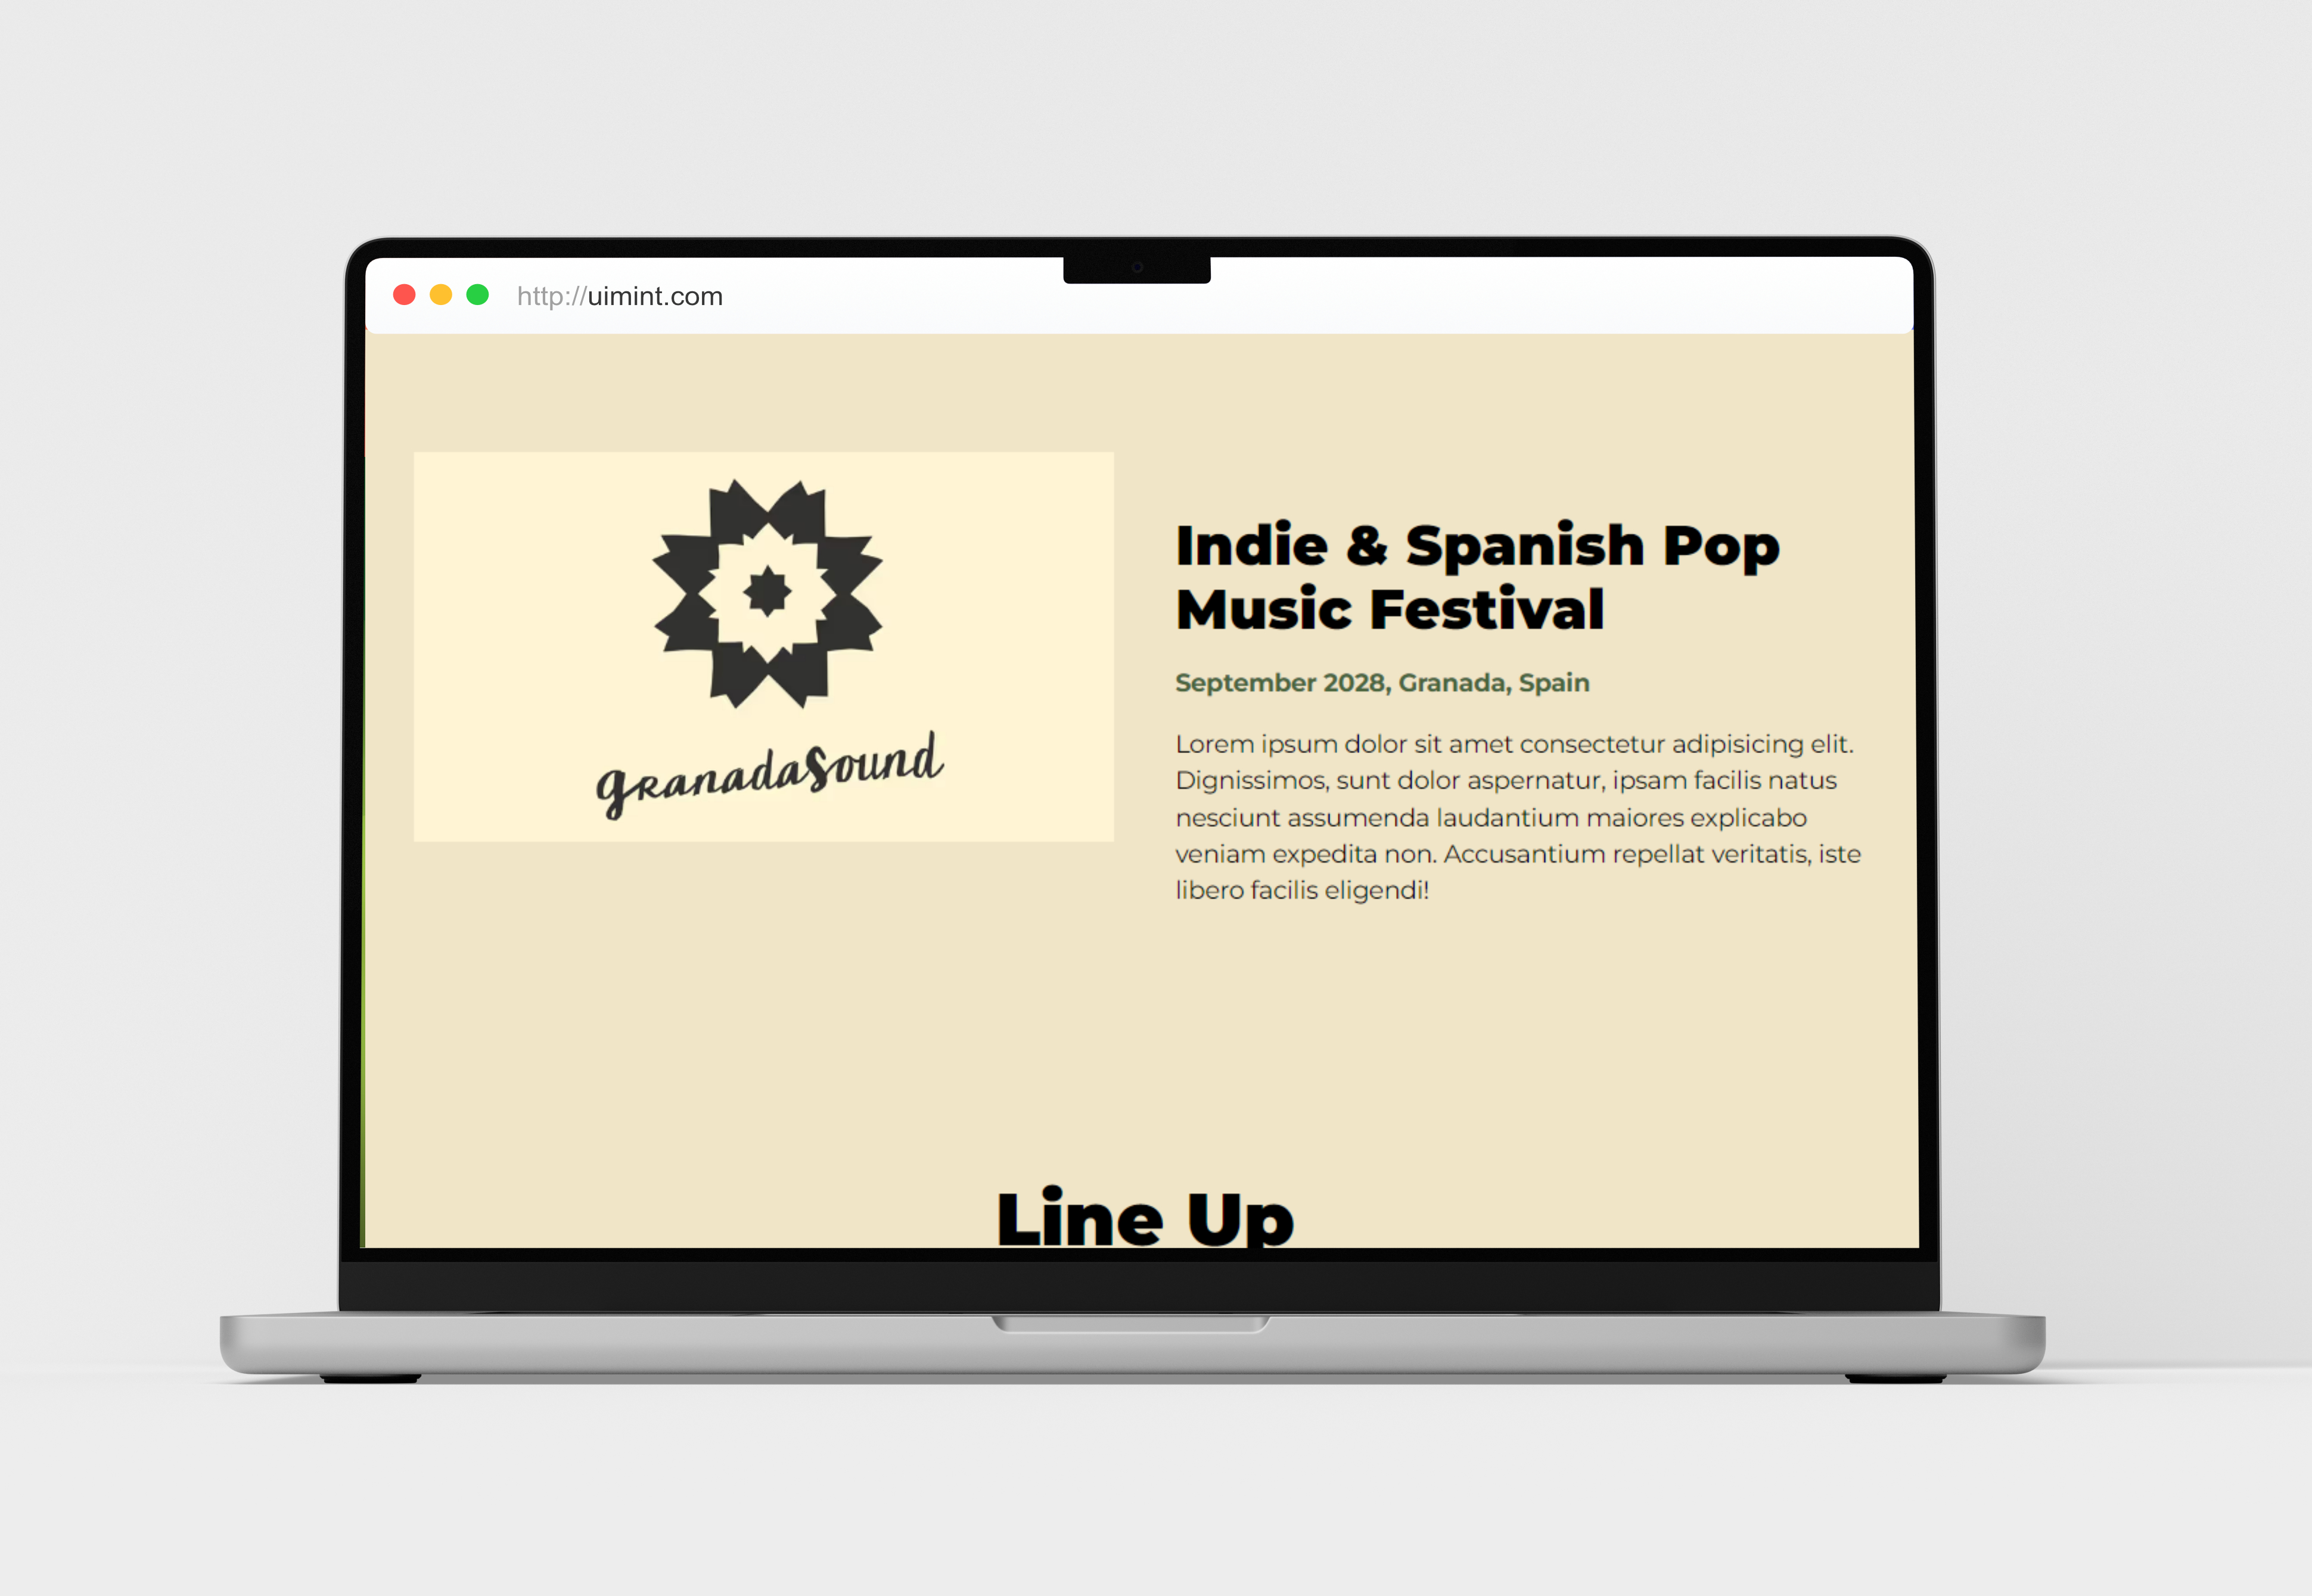 http://uimint.com
granadasound
Indie & Spanish Pop
Music Festival
September 2028, Granada, Spain
Lorem ipsum dolor sit amet consectetur adipisicing elit.
Dignissimos, sunt dolor aspernatur, ipsam facilis natus
nesciunt assumenda laudantium maiores explicabo
veniam expedita non. Accusantium repellat veritatis, iste
libero facilis eligendi!
Line Up